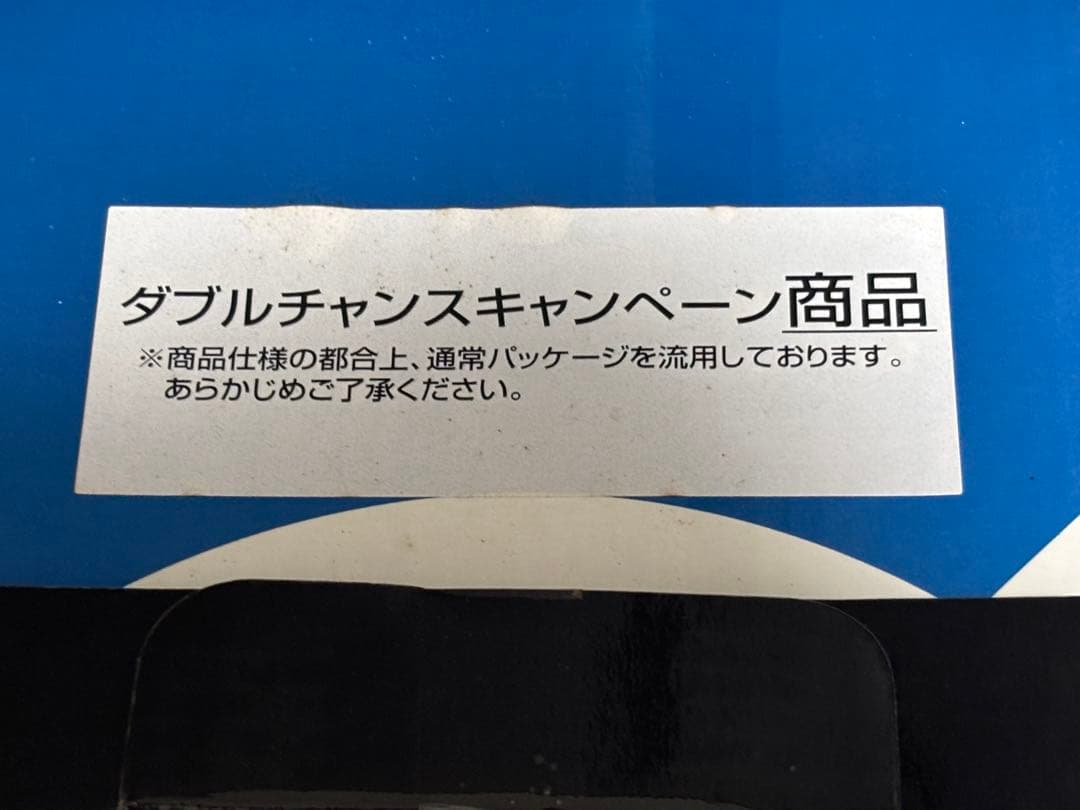 ダブルチャンスキャンペーン商品
※商品仕様の都合上、通常パッケージを流用しております。
あらかじめご了承ください。